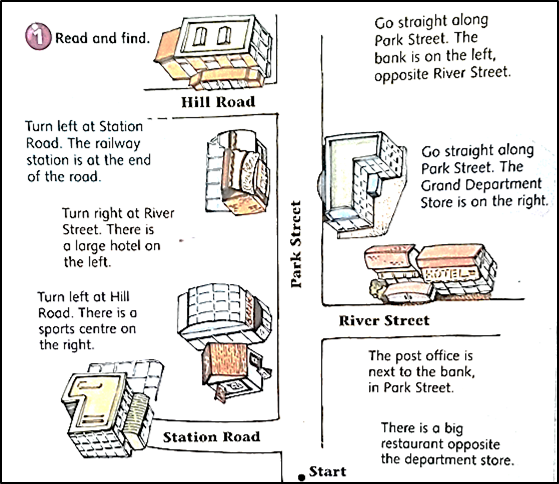 1 Read and find.
Go straight along
Park Street. The
bank is on the left,
opposite River Street.
Hill Road
Turn left at Station
Road. The railway
station is at the end
of the road.
Go straight along
Park Street. The
Grand Department
Store is on the right.
Turn right at River
Street. There is
a large hotel on
the left.
Park Street
HOTEL
Turn left at Hill
Road. There is a
sports centre on
the right.
River Street
The post office is
next to the bank,
in Park Street.
Station Road
There is a big
restaurant opposite
the department store.
Start